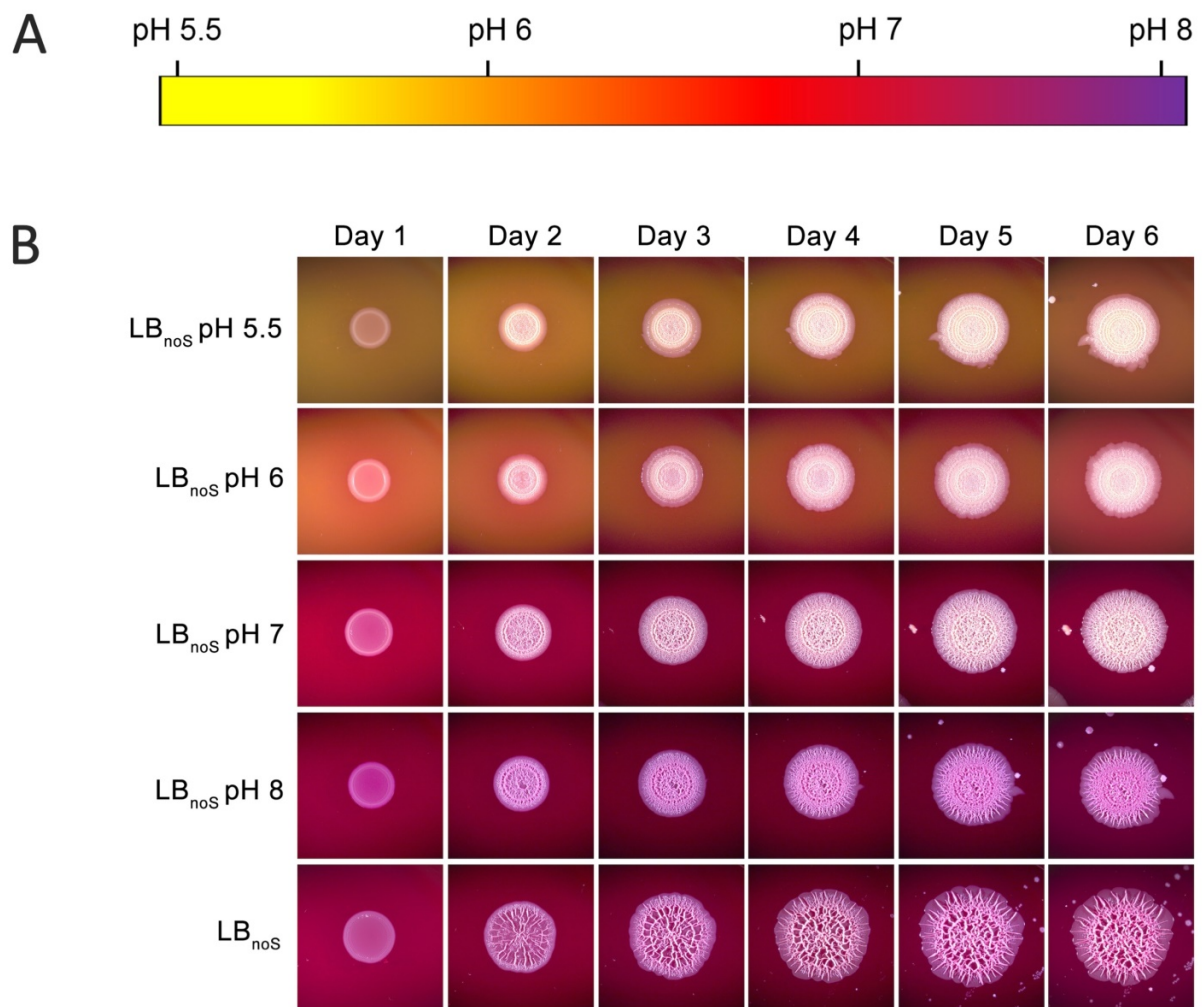 A
pH 5.5 pH 6 pH 7 pH 8
B
Day 1 Day 2 Day 3 Day 4 Day 5 Day 6
LBnoS pH 5.5
LBnoS pH 6
LBnoS pH 7
LBnoS pH 8
LBnoS